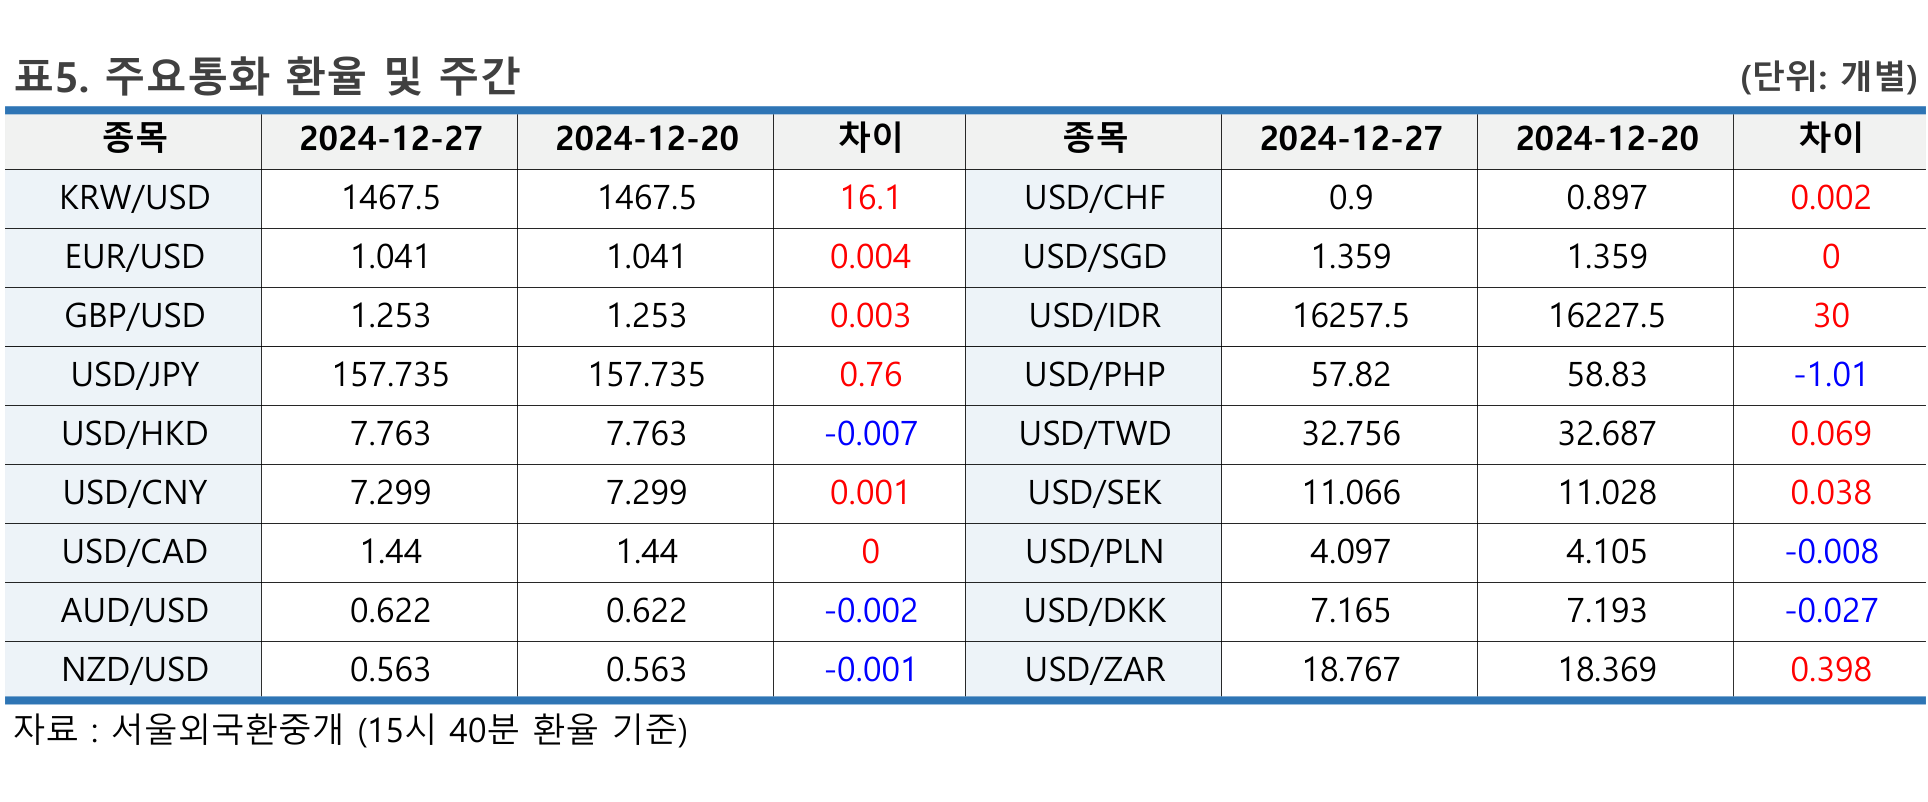 표5. 주요통화 환율 및 주간 (단위: 개별)
종목 2024-12-27 2024-12-20 차이 종목 2024-12-27 2024-12-20 차이
KRW/USD 1467.5 1467.5 16.1 USD/CHF 0.9 0.897 0.002
EUR/USD 1.041 1.041 0.004 USD/SGD 1.359 1.359 0
GBP/USD 1.253 1.253 0.003 USD/IDR 16257.5 16227.5 30
USD/JPY 157.735 157.735 0.76 USD/PHP 57.82 58.83 -1.01
USD/HKD 7.763 7.763 -0.007 USD/TWD 32.756 32.687 0.069
USD/CNY 7.299 7.299 0.001 USD/SEK 11.066 11.028 0.038
USD/CAD 1.44 1.44 0 USD/PLN 4.097 4.105 -0.008
AUD/USD 0.622 0.622 -0.002 USD/DKK 7.165 7.193 -0.027
NZD/USD 0.563 0.563 -0.001 USD/ZAR 18.767 18.369 0.398
자료 : 서울외국환중개 (15시 40분 환율 기준)